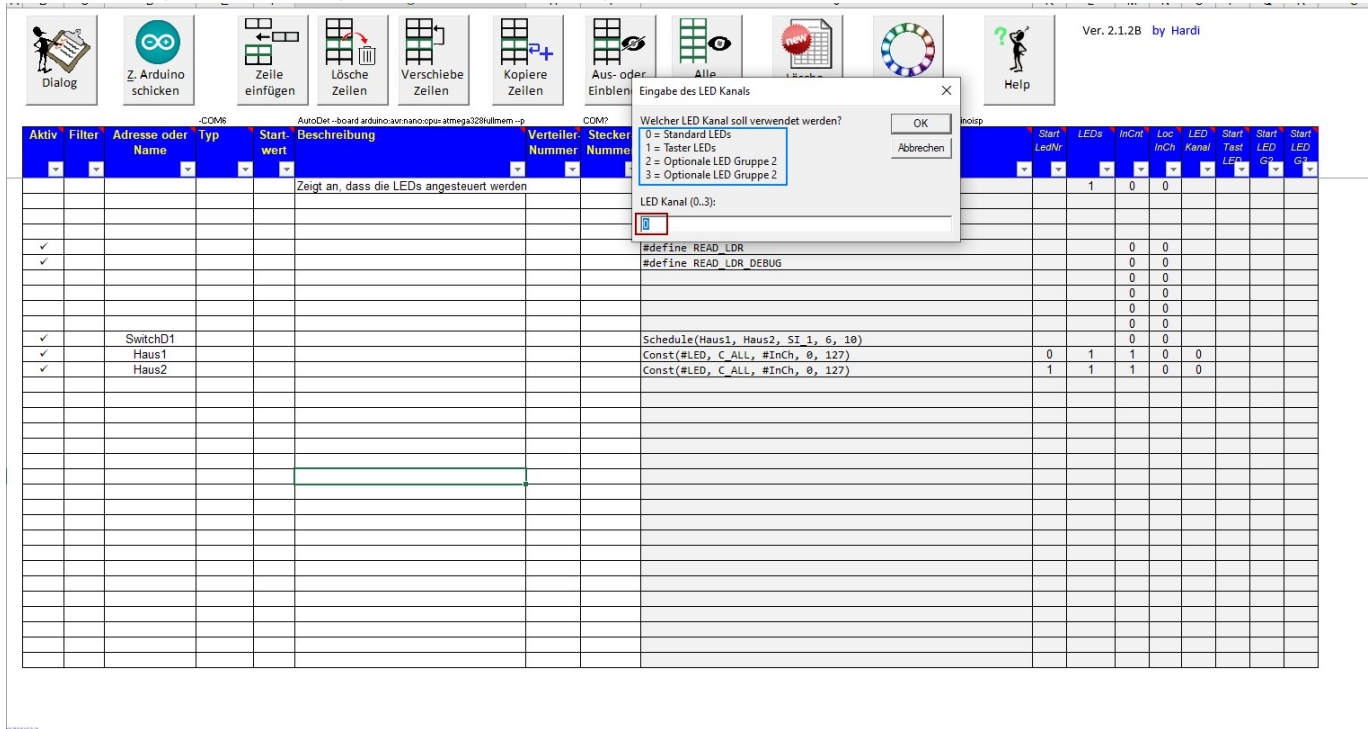 Dialog
Z. Arduino schicken
Zeile einfügen
Lösche Zeilen
Verschiebe Zeilen
Kopiere Zeilen
Aus- oder
Alle
new
Help
Ver. 2.1.2B by Hardi
-COM6 AutoDet --board arduino:avr:nano:cpu=atmega328fullmem --p COM?
Aktiv Filter Adresse oder Name Typ Start-wert Beschreibung Verteiler-Nummer Stecker
Start LedNr LEDs InCnt Loc InCh LED Kanal Start Tast LED Start LED G2 Start LED G3
Eingabe des LED Kanals
Welcher LED Kanal soll verwendet werden?
0 = Standard LEDs
1 = Taster LEDs
2 = Optionale LED Gruppe 2
3 = Optionale LED Gruppe 2
LED Kanal (0..3):
0
OK
Abbrechen
Zeigt an, dass die LEDs angesteuert werden 1 0 0
✓ #define READ_LDR 0 0
✓ #define READ_LDR_DEBUG 0 0
0 0
0 0
0 0
0 0
✓ SwitchD1 Schedule(Haus1, Haus2, SI_1, 6, 10) 0 0
✓ Haus1 Const(#LED, C_ALL, #InCh, 0, 127) 0 1 1 0 0
✓ Haus2 Const(#LED, C_ALL, #InCh, 0, 127) 1 1 1 0 0